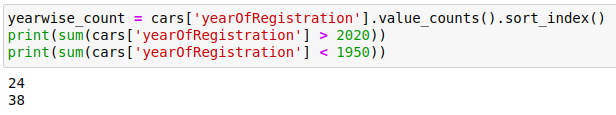 yearwise_count = cars['yearOfRegistration'].value_counts().sort_index()
print(sum(cars['yearOfRegistration'] > 2020))
print(sum(cars['yearOfRegistration'] < 1950))
24
38